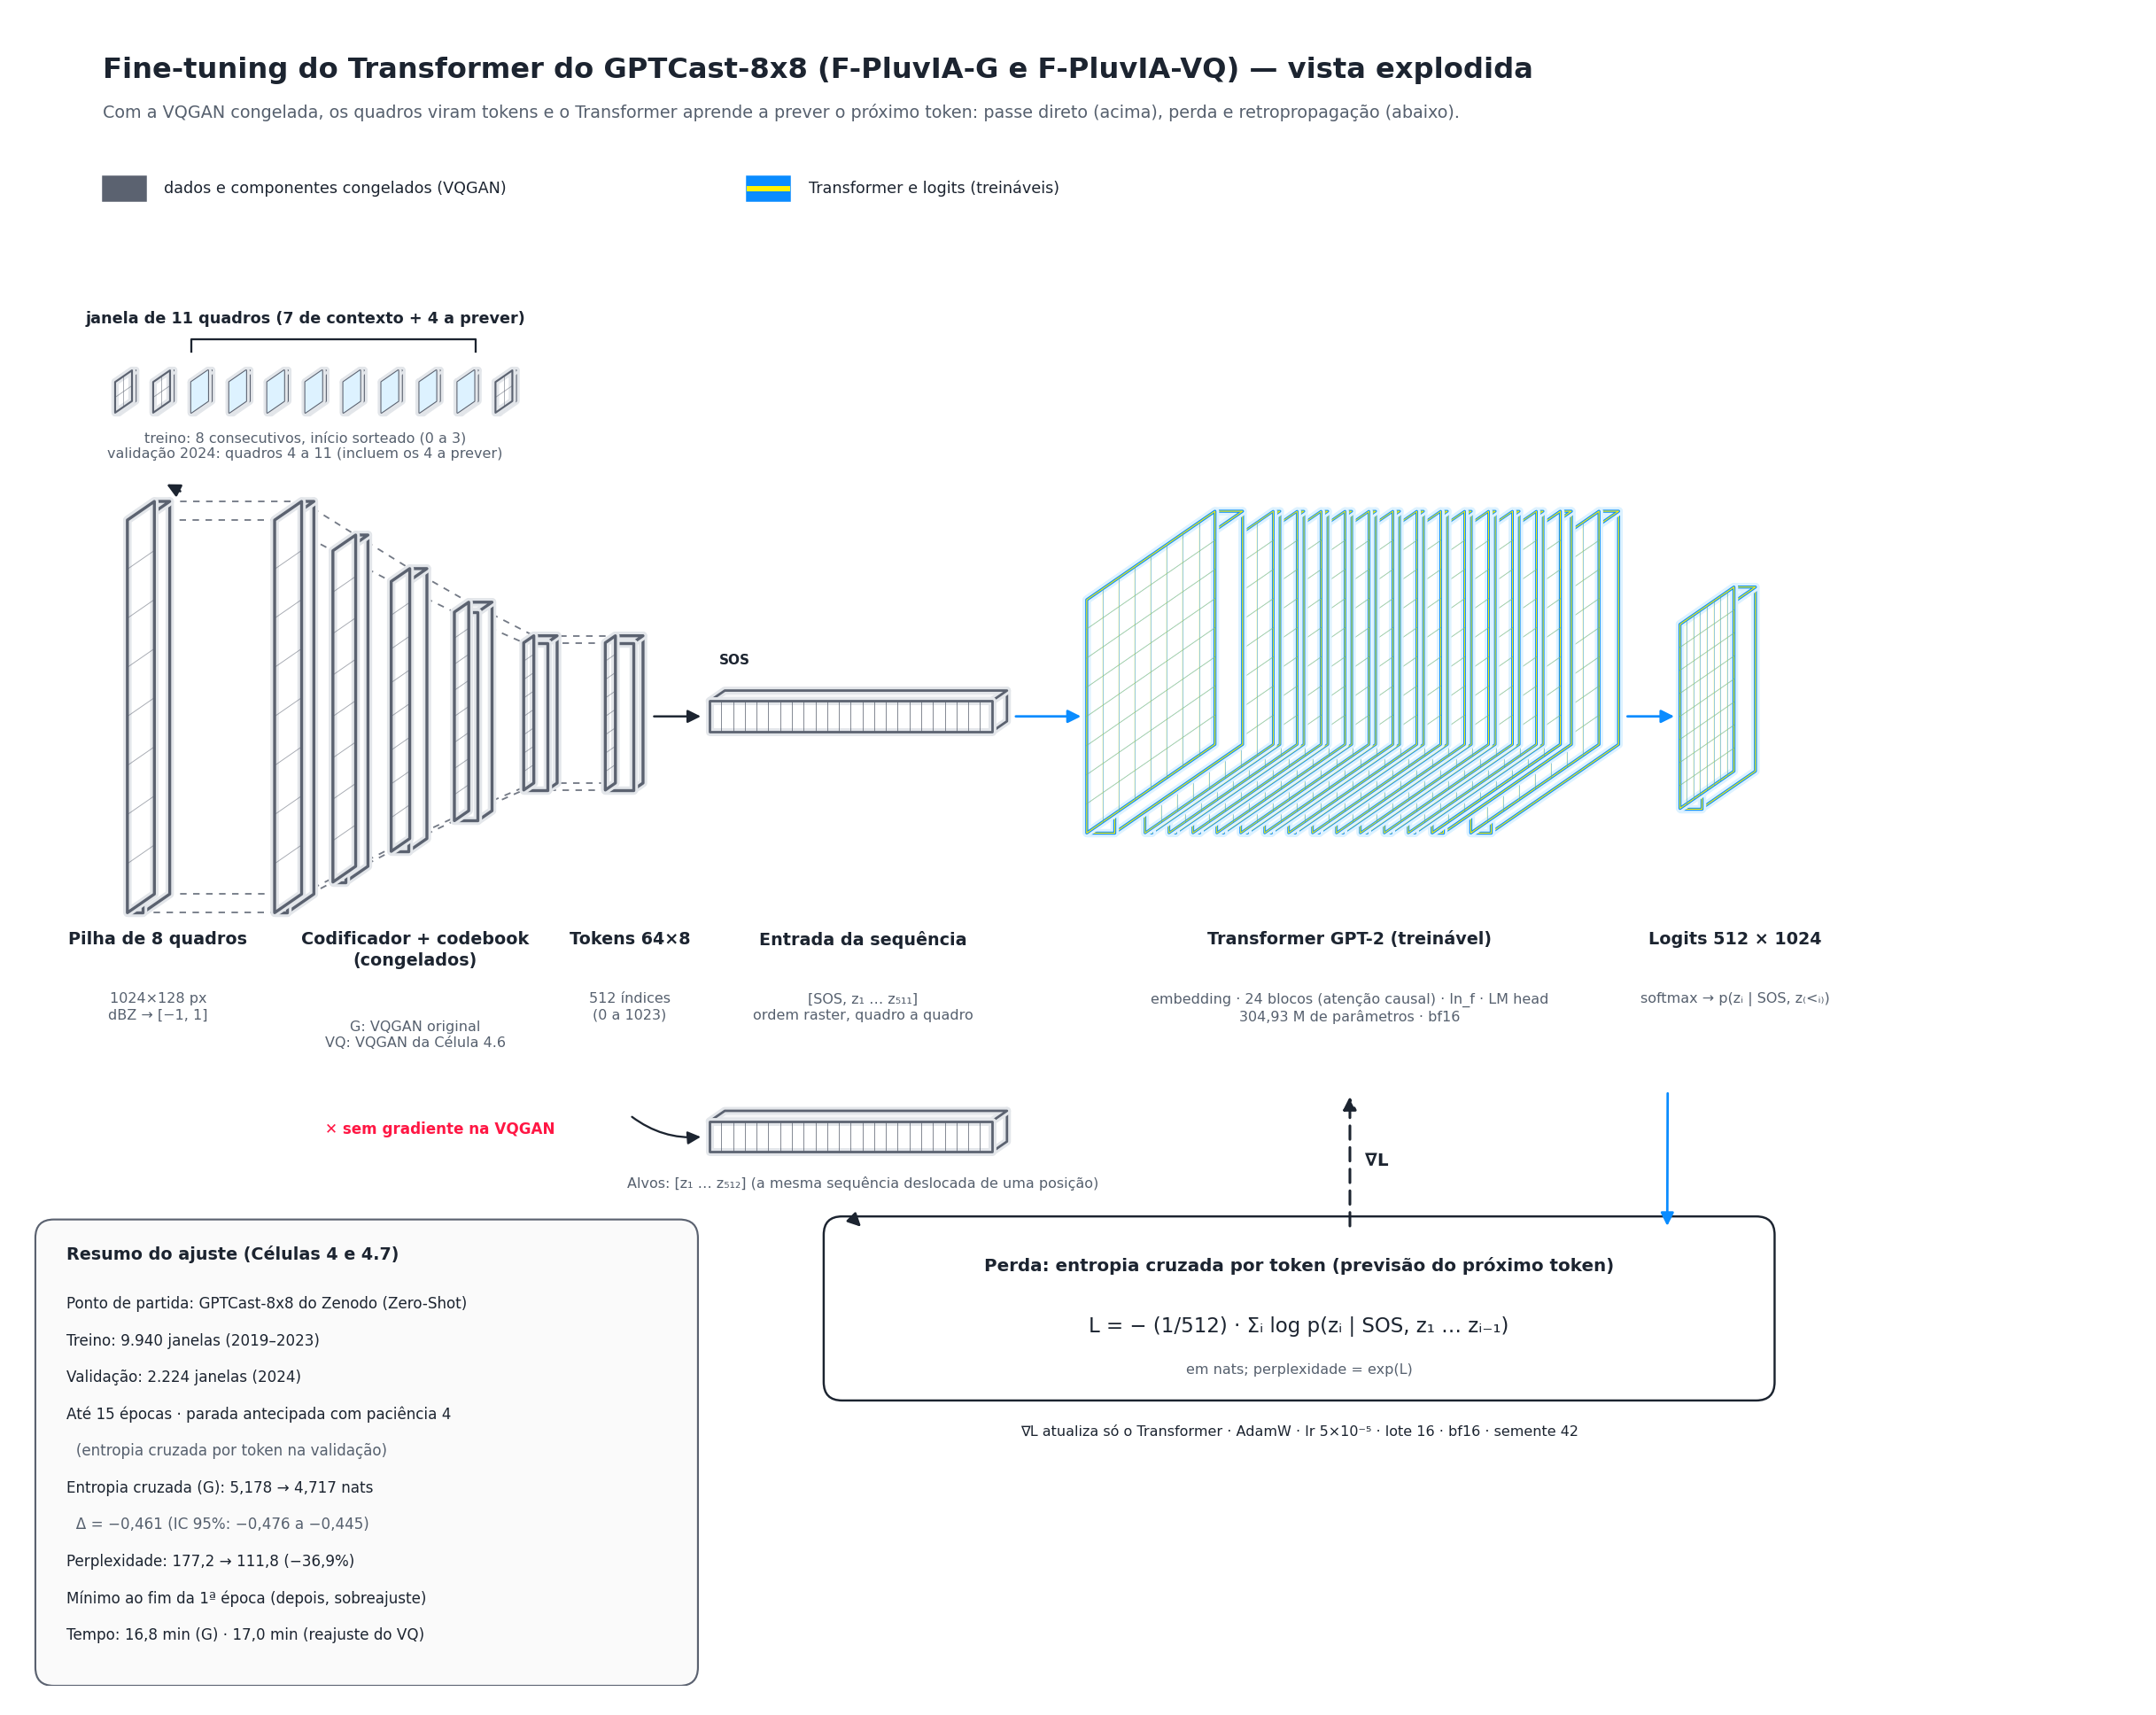 Fine-tuning do Transformer do GPTCast-8x8 (F-PluvIA-G e F-PluvIA-VQ) — vista explodida
Com a VQGAN congelada, os quadros viram tokens e o Transformer aprende a prever o próximo token: passe direto (acima), perda e retropropagação (abaixo).
dados e componentes congelados (VQGAN)
Transformer e logits (treináveis)
janela de 11 quadros (7 de contexto + 4 a prever)
treino: 8 consecutivos, início sorteado (0 a 3)
validação 2024: quadros 4 a 11 (incluem os 4 a prever)
SOS
Pilha de 8 quadros
1024×128 px
dBZ → [−1, 1]
Codificador + codebook
(congelados)
G: VQGAN original
VQ: VQGAN da Célula 4.6
Tokens 64×8
512 índices
(0 a 1023)
Entrada da sequência
[SOS, z₁ … z₅₁₁]
ordem raster, quadro a quadro
Transformer GPT-2 (treinável)
embedding · 24 blocos (atenção causal) · ln_f · LM head
304,93 M de parâmetros · bf16
Logits 512 × 1024
softmax → p(zᵢ | SOS, z₍<ᵢ₎)
× sem gradiente na VQGAN
Alvos: [z₁ … z₅₁₂] (a mesma sequência deslocada de uma posição)
∇L
Perda: entropia cruzada por token (previsão do próximo token)
L = − (1/512) · Σᵢ log p(zᵢ | SOS, z₁ … zᵢ₋₁)
em nats; perplexidade = exp(L)
∇L atualiza só o Transformer · AdamW · lr 5×10⁻⁵ · lote 16 · bf16 · semente 42
Resumo do ajuste (Células 4 e 4.7)
Ponto de partida: GPTCast-8x8 do Zenodo (Zero-Shot)
Treino: 9.940 janelas (2019–2023)
Validação: 2.224 janelas (2024)
Até 15 épocas · parada antecipada com paciência 4
(entropia cruzada por token na validação)
Entropia cruzada (G): 5,178 → 4,717 nats
Δ = −0,461 (IC 95%: −0,476 a −0,445)
Perplexidade: 177,2 → 111,8 (−36,9%)
Mínimo ao fim da 1ª época (depois, sobreajuste)
Tempo: 16,8 min (G) · 17,0 min (reajuste do VQ)